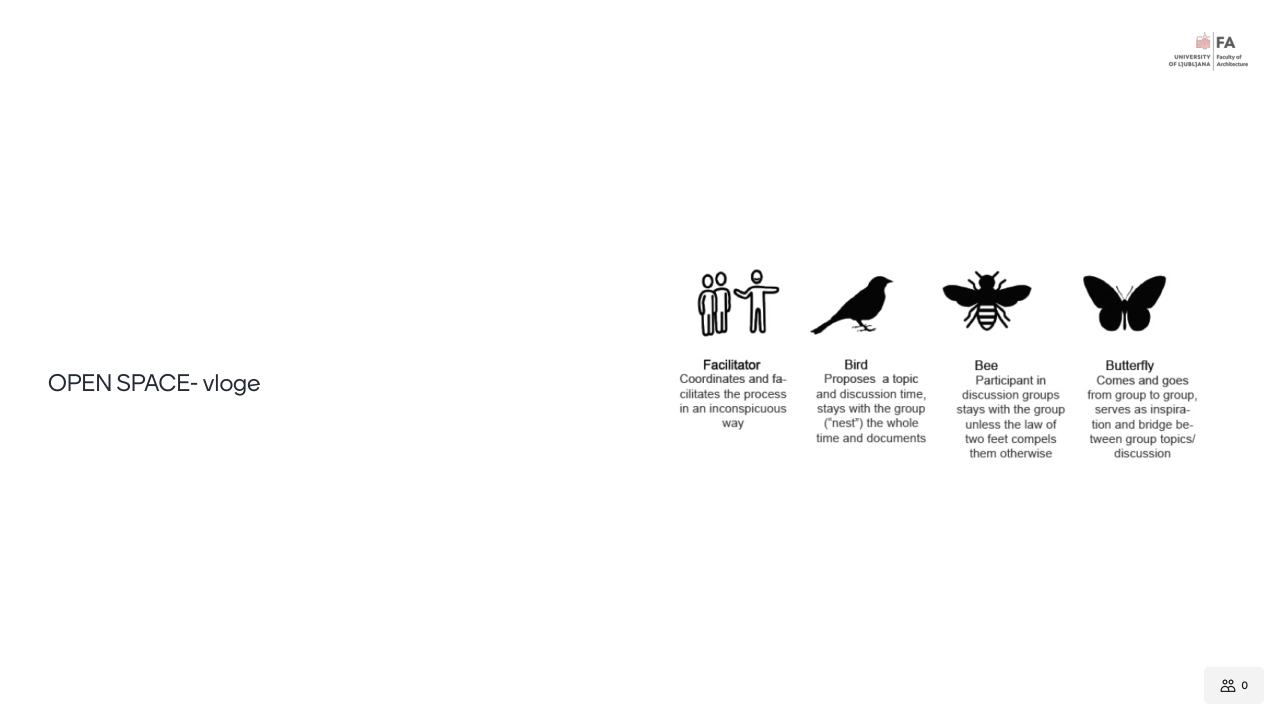 UNIVERSITY
OF LJUBLJANA
FA
Faculty of
Architecture
OPEN SPACE- vloge
Facilitator
Coordinates and fa-
cilitates the process
in an inconspicuous
way
Bird
Proposes a topic
and discussion time,
stays with the group
("nest") the whole
time and documents
Bee
Participant in
discussion groups
stays with the group
unless the law of
two feet compels
them otherwise
Butterfly
Comes and goes
from group to group,
serves as inspira-
tion and bridge be-
tween group topics/
discussion
0